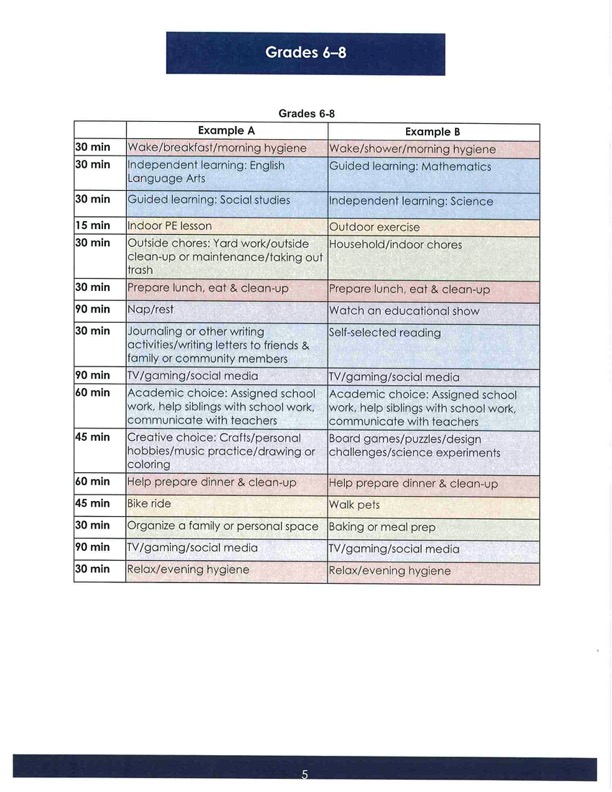 Grades 6–8
Grades 6-8
Example A Example B
30 min Wake/breakfast/morning hygiene Wake/shower/morning hygiene
30 min Independent learning: English Guided learning: Mathematics
Language Arts
30 min Guided learning: Social studies Independent learning: Science
15 min Indoor PE lesson Outdoor exercise
30 min Outside chores: Yard work/outside Household/indoor chores
clean-up or maintenance/taking out
trash
30 min Prepare lunch, eat & clean-up Prepare lunch, eat & clean-up
90 min Nap/rest Watch an educational show
30 min Journaling or other writing Self-selected reading
activities/writing letters to friends &
family or community members
90 min TV/gaming/social media TV/gaming/social media
60 min Academic choice: Assigned school Academic choice: Assigned school
work, help siblings with school work, work, help siblings with school work,
communicate with teachers communicate with teachers
45 min Creative choice: Crafts/personal Board games/puzzles/design
hobbies/music practice/drawing or challenges/science experiments
coloring
60 min Help prepare dinner & clean-up Help prepare dinner & clean-up
45 min Bike ride Walk pets
30 min Organize a family or personal space Baking or meal prep
90 min TV/gaming/social media TV/gaming/social media
30 min Relax/evening hygiene Relax/evening hygiene
5